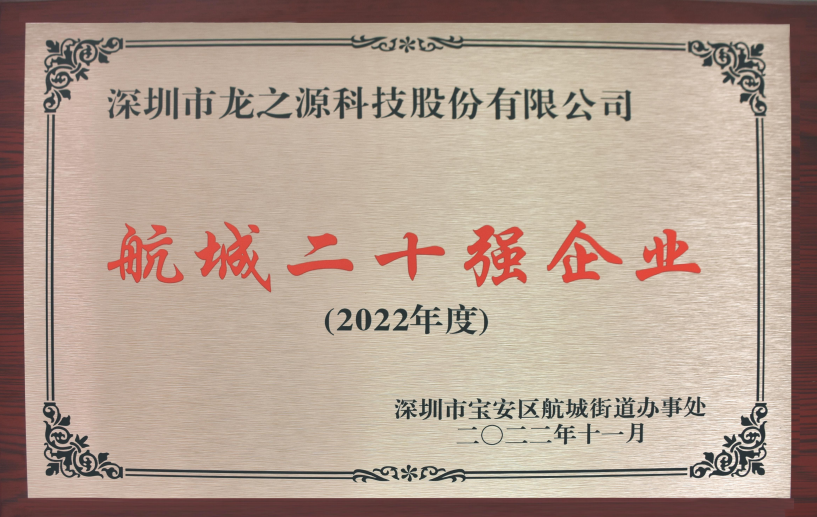 深圳市龙之源科技股份有限公司
航城二十强企业
(2022年度)
深圳市宝安区航城街道办事处
二〇二二年十一月